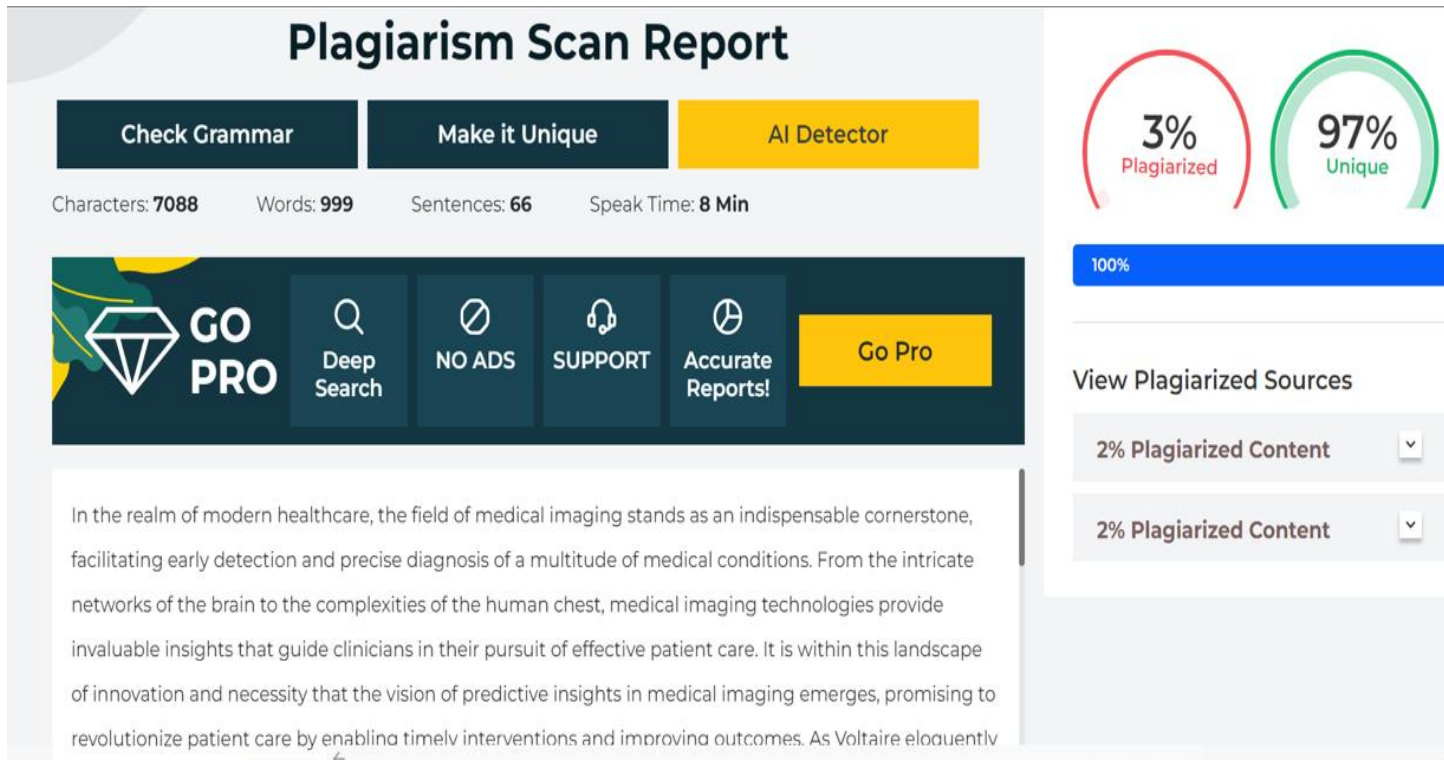 Plagiarism Scan Report
Check Grammar
Make it Unique
AI Detector
Characters: 7088 Words: 999 Sentences: 66 Speak Time: 8 Min
GO
PRO
Deep
Search
NO ADS
SUPPORT
Accurate
Reports!
Go Pro
In the realm of modern healthcare, the field of medical imaging stands as an indispensable cornerstone,
facilitating early detection and precise diagnosis of a multitude of medical conditions. From the intricate
networks of the brain to the complexities of the human chest, medical imaging technologies provide
invaluable insights that guide clinicians in their pursuit of effective patient care. It is within this landscape
of innovation and necessity that the vision of predictive insights in medical imaging emerges, promising to
revolutionize patient care by enabling timely interventions and improving outcomes. As Voltaire eloquently
3%
Plagiarized
97%
Unique
100%
View Plagiarized Sources
2% Plagiarized Content
2% Plagiarized Content